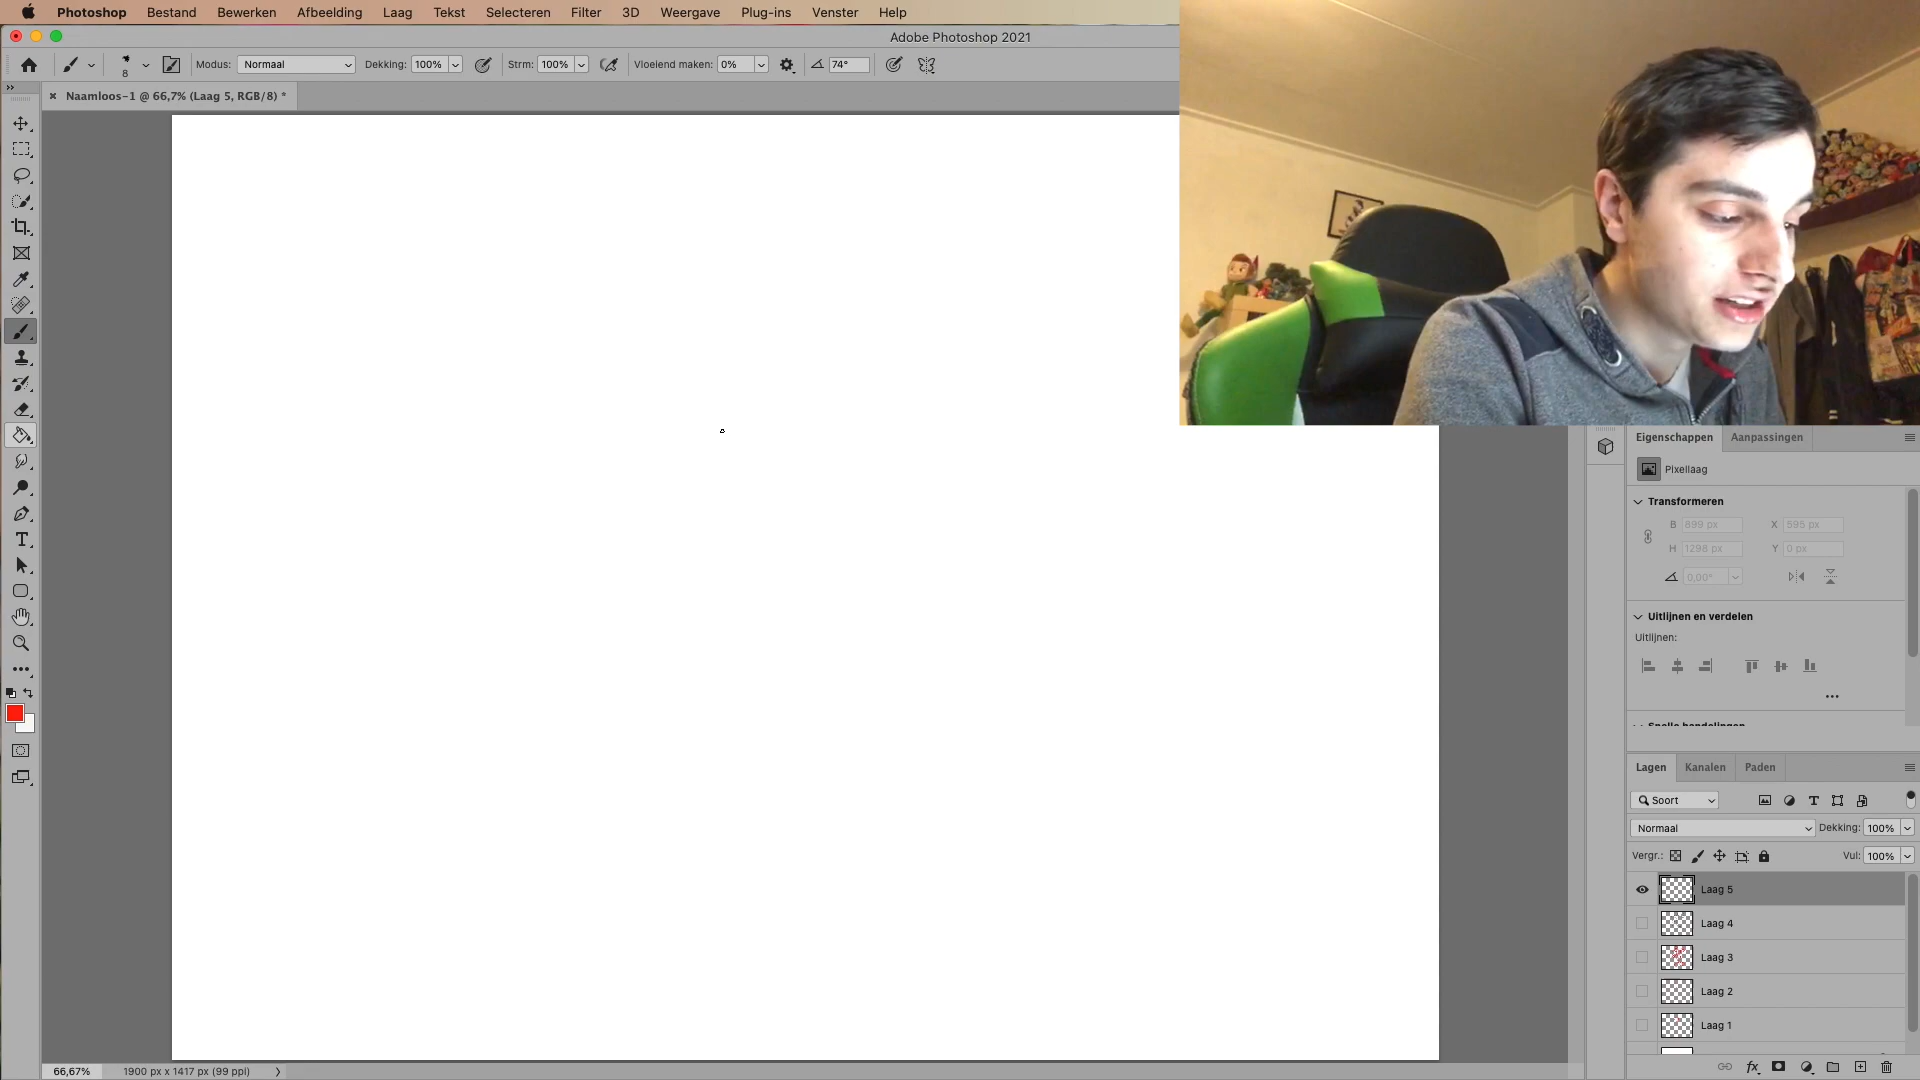 Photoshop Bestand Bewerken Afbeelding Laag Tekst Selecteren Filter 3D Weergave Plug-ins Venster Help
Adobe Photoshop 2021
8 Modus: Normaal Dekking: 100% Strm: 100% Vloeiend maken: 0% 74°
Naamloos-1 @ 66,7% (Laag 5, RGB/8) *
Eigenschappen Aanpassingen
Pixellaag
Transformeren
B 899 px X 595 px
H 1298 px Y 0 px
0,00°
Uitlijnen en verdelen
Uitlijnen:
Snelle handelingen
Lagen Kanalen Paden
Soort
Normaal Dekking: 100%
Vergr.: Vul: 100%
Laag 5
Laag 4
Laag 3
Laag 2
Laag 1
66,67% 1900 px x 1417 px (99 ppi)